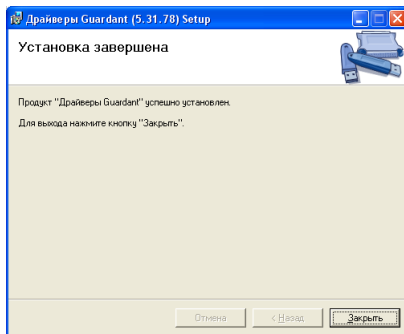 Драйверы Guardant (5.31.78) Setup
Установка завершена
Продукт "Драйверы Guardant" успешно установлен.
Для выхода нажмите кнопку "Закрыть".
Отмена < Назад Закрыть